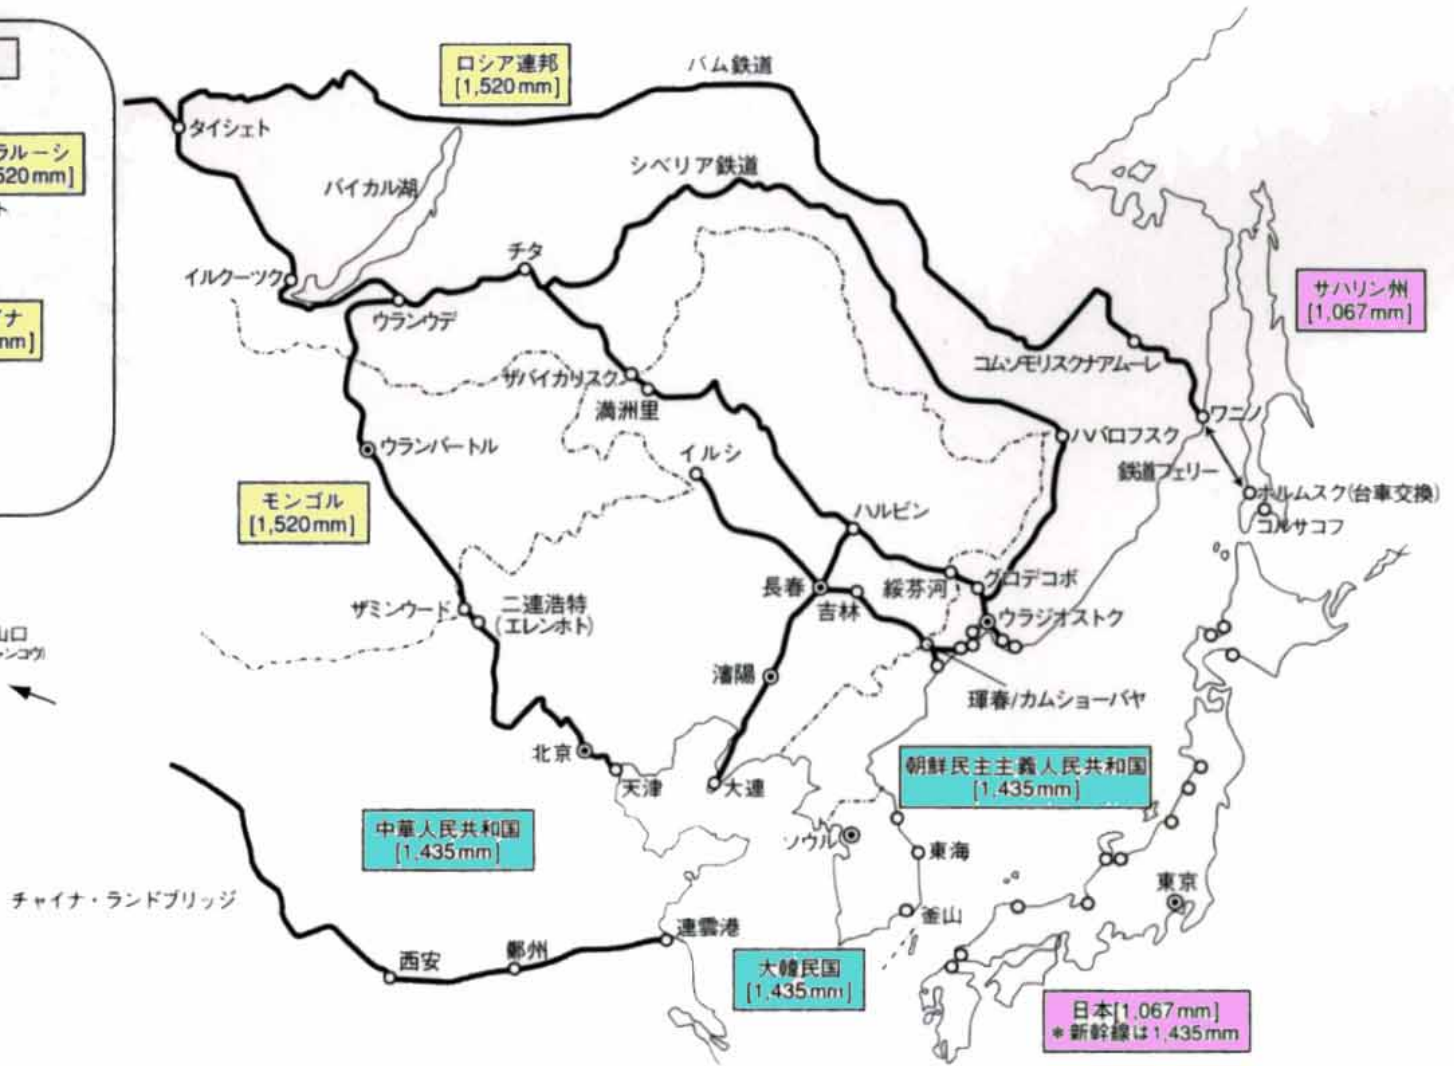 ロシア連邦
[1,520mm]
バム鉄道
タイシェト
ラルーシ
520mm]
シベリア鉄道
バイカル湖
チタ
イルクーツク
サハリン州
[1,067mm]
ナ
mm]
ウランウデ
コムソモリスクナアムーレ
ザバイカリスク
満洲里
ワニノ
ウランバートル
イルシ
ハバロフスク
鉄道フェリー
モンゴル
[1,520mm]
ホルムスク(台車交換)
コルサコフ
ハルビン
長春
吉林
綏芬河
グロデコボ
ザミンウード
二連浩特
(エレンホト)
ウラジオストク
山口
ンコウ)
瀋陽
琿春/カムショーバヤ
北京
天津
大連
朝鮮民主主義人民共和国
[1,435mm]
中華人民共和国
[1,435mm]
ソウル
東海
東京
チャイナ・ランドブリッジ
釜山
連雲港
西安
鄭州
大韓民国
[1,435mm]
日本[1,067mm]
*新幹線は1,435mm